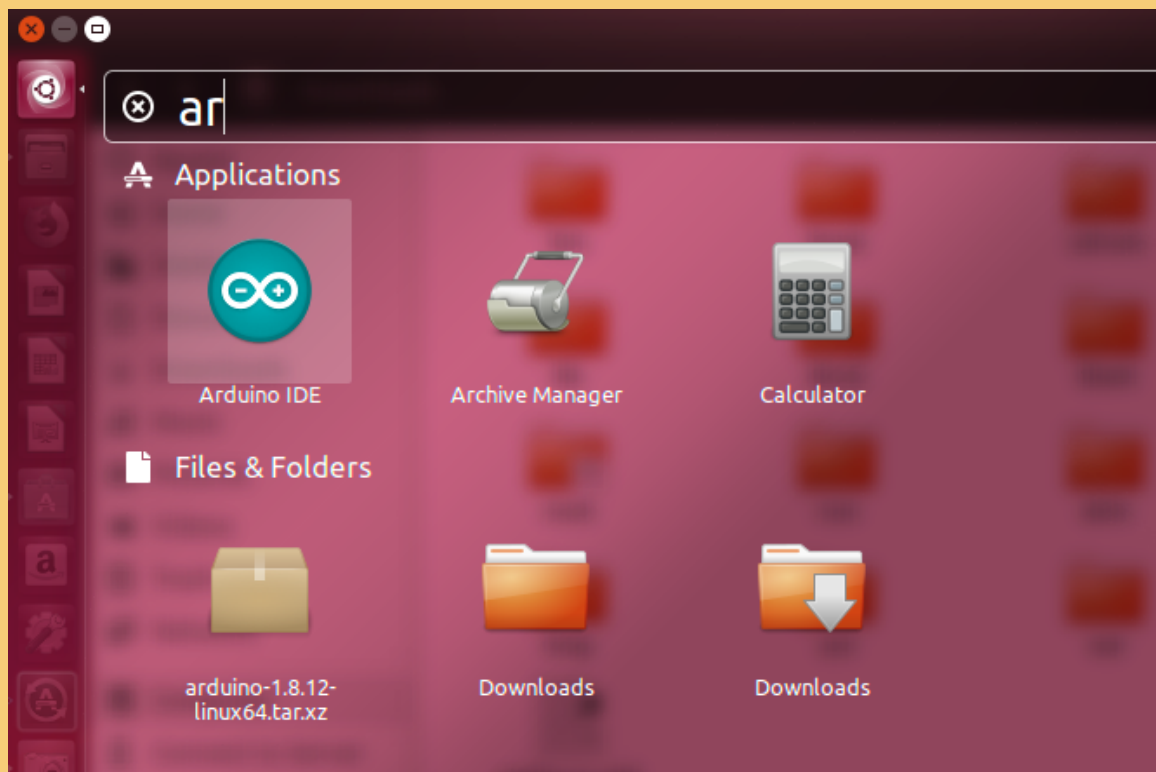 ar
Applications
Arduino IDE
Archive Manager
Calculator
Files & Folders
arduino-1.8.12-
linux64.tar.xz
Downloads
Downloads